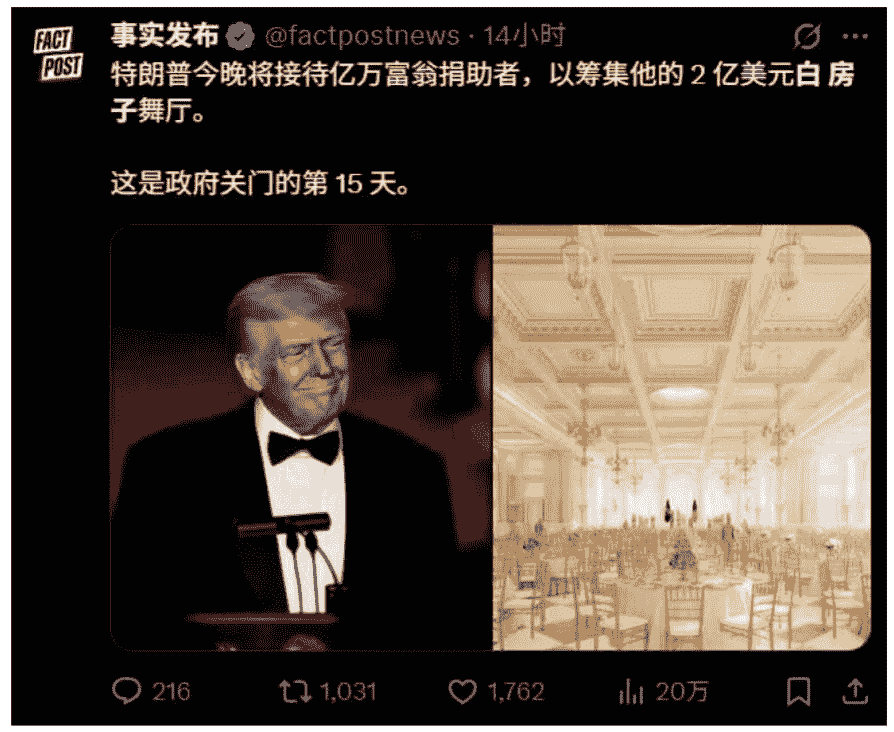 FACT
POST
事实发布 @factpostnews · 14小时
特朗普今晚将接待亿万富翁捐助者，以筹集他的 2 亿美元白 房
子舞厅。
这是政府关门的第 15 天。
216 1,031 1,762 20万